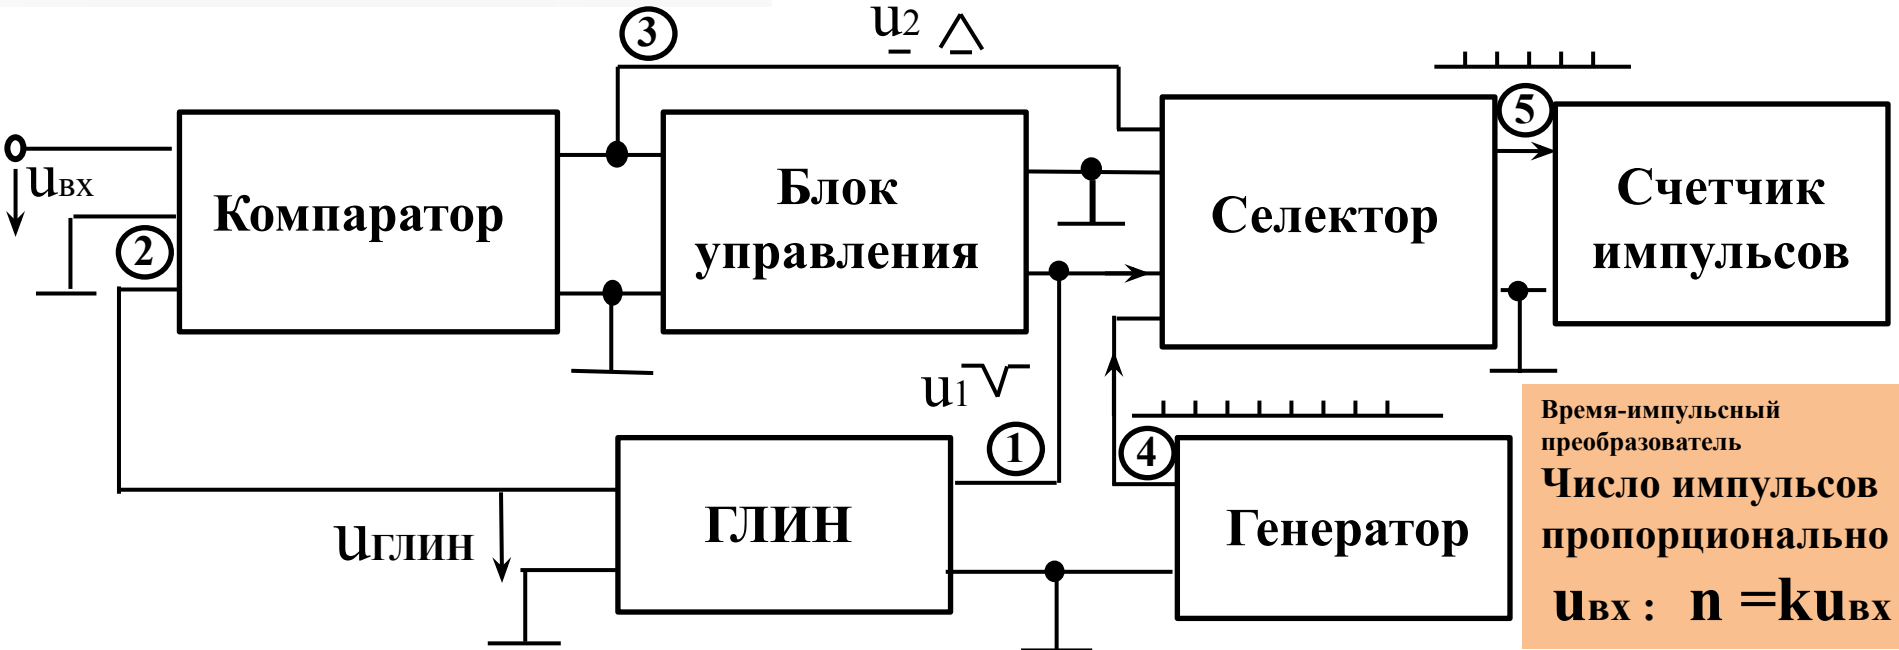 3
u2
5
uвх
Компаратор
Блок
управления
Селектор
Счетчик
импульсов
2
u1
1
4
uГЛИН
ГЛИН
Генератор
Время-импульсный
преобразователь
Число импульсов
пропорционально
uвх : n =kuвх